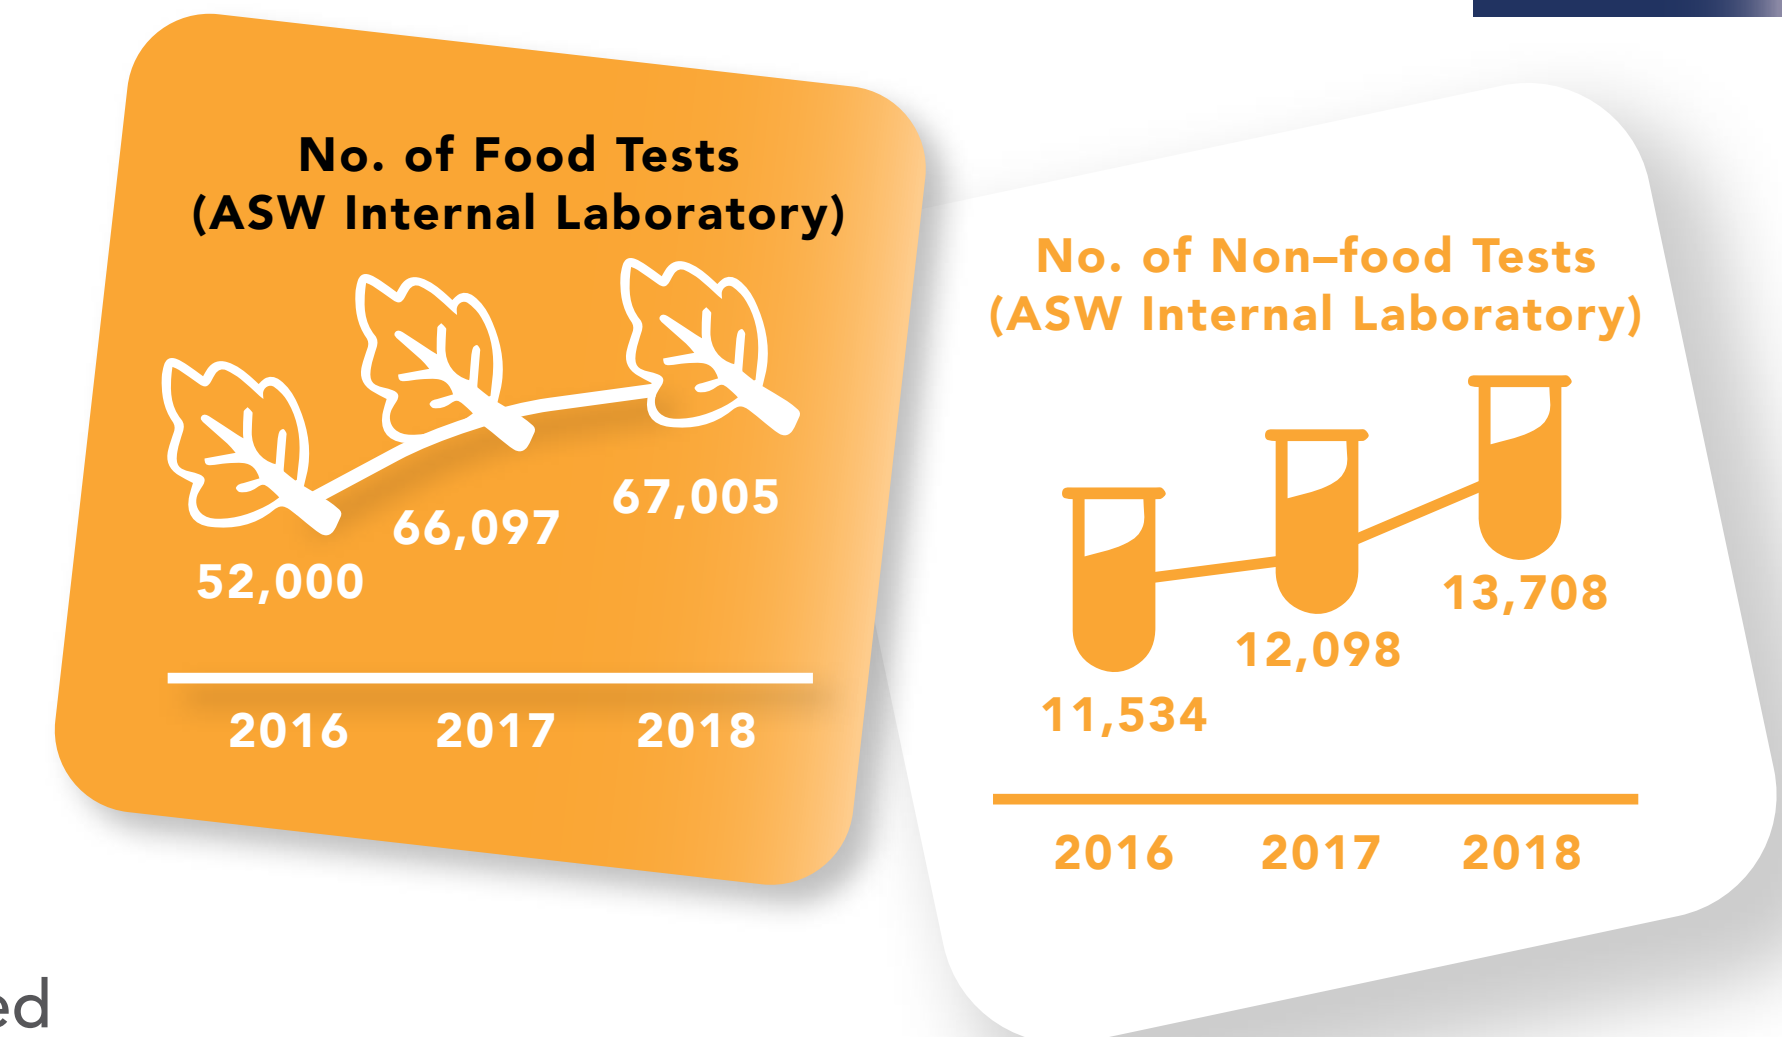 No. of Food Tests
(ASW Internal Laboratory)
52,000
66,097
67,005
2016 2017 2018
No. of Non–food Tests
(ASW Internal Laboratory)
11,534
12,098
13,708
2016 2017 2018
ed